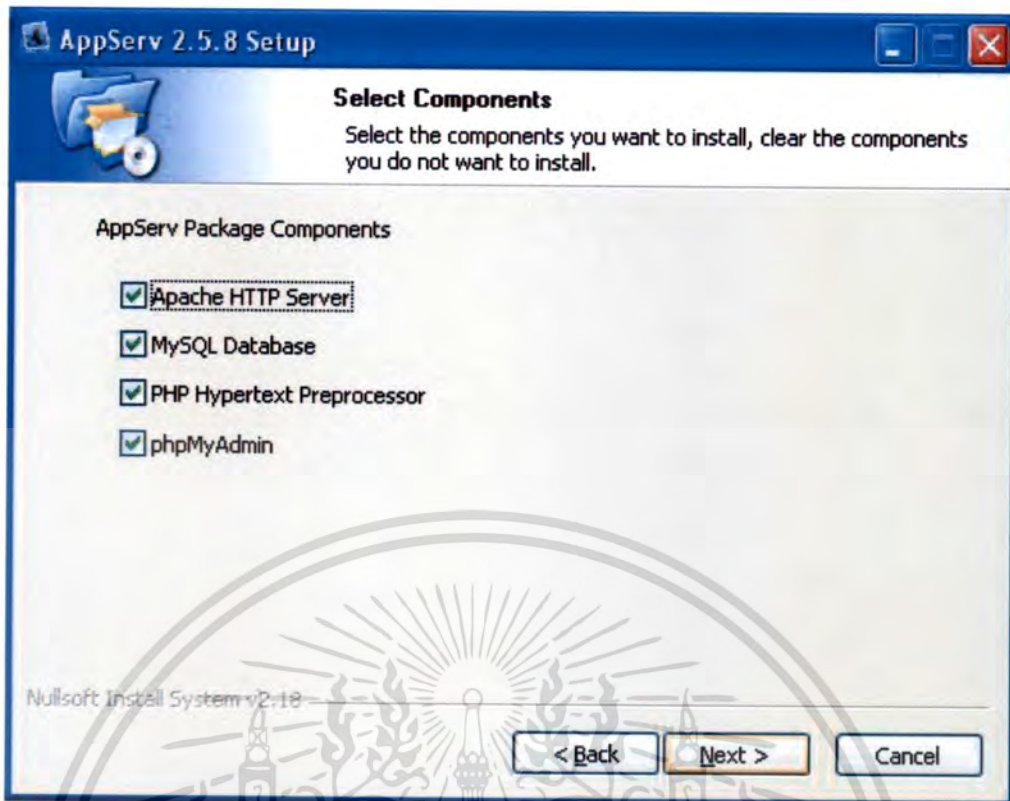 AppServ 2.5.8 Setup
Select Components
Select the components you want to install, clear the components
you do not want to install.
AppServ Package Components
Apache HTTP Server
MySQL Database
PHP Hypertext Preprocessor
phpMyAdmin
Nullsoft Install System v2.18
< Back
Next >
Cancel